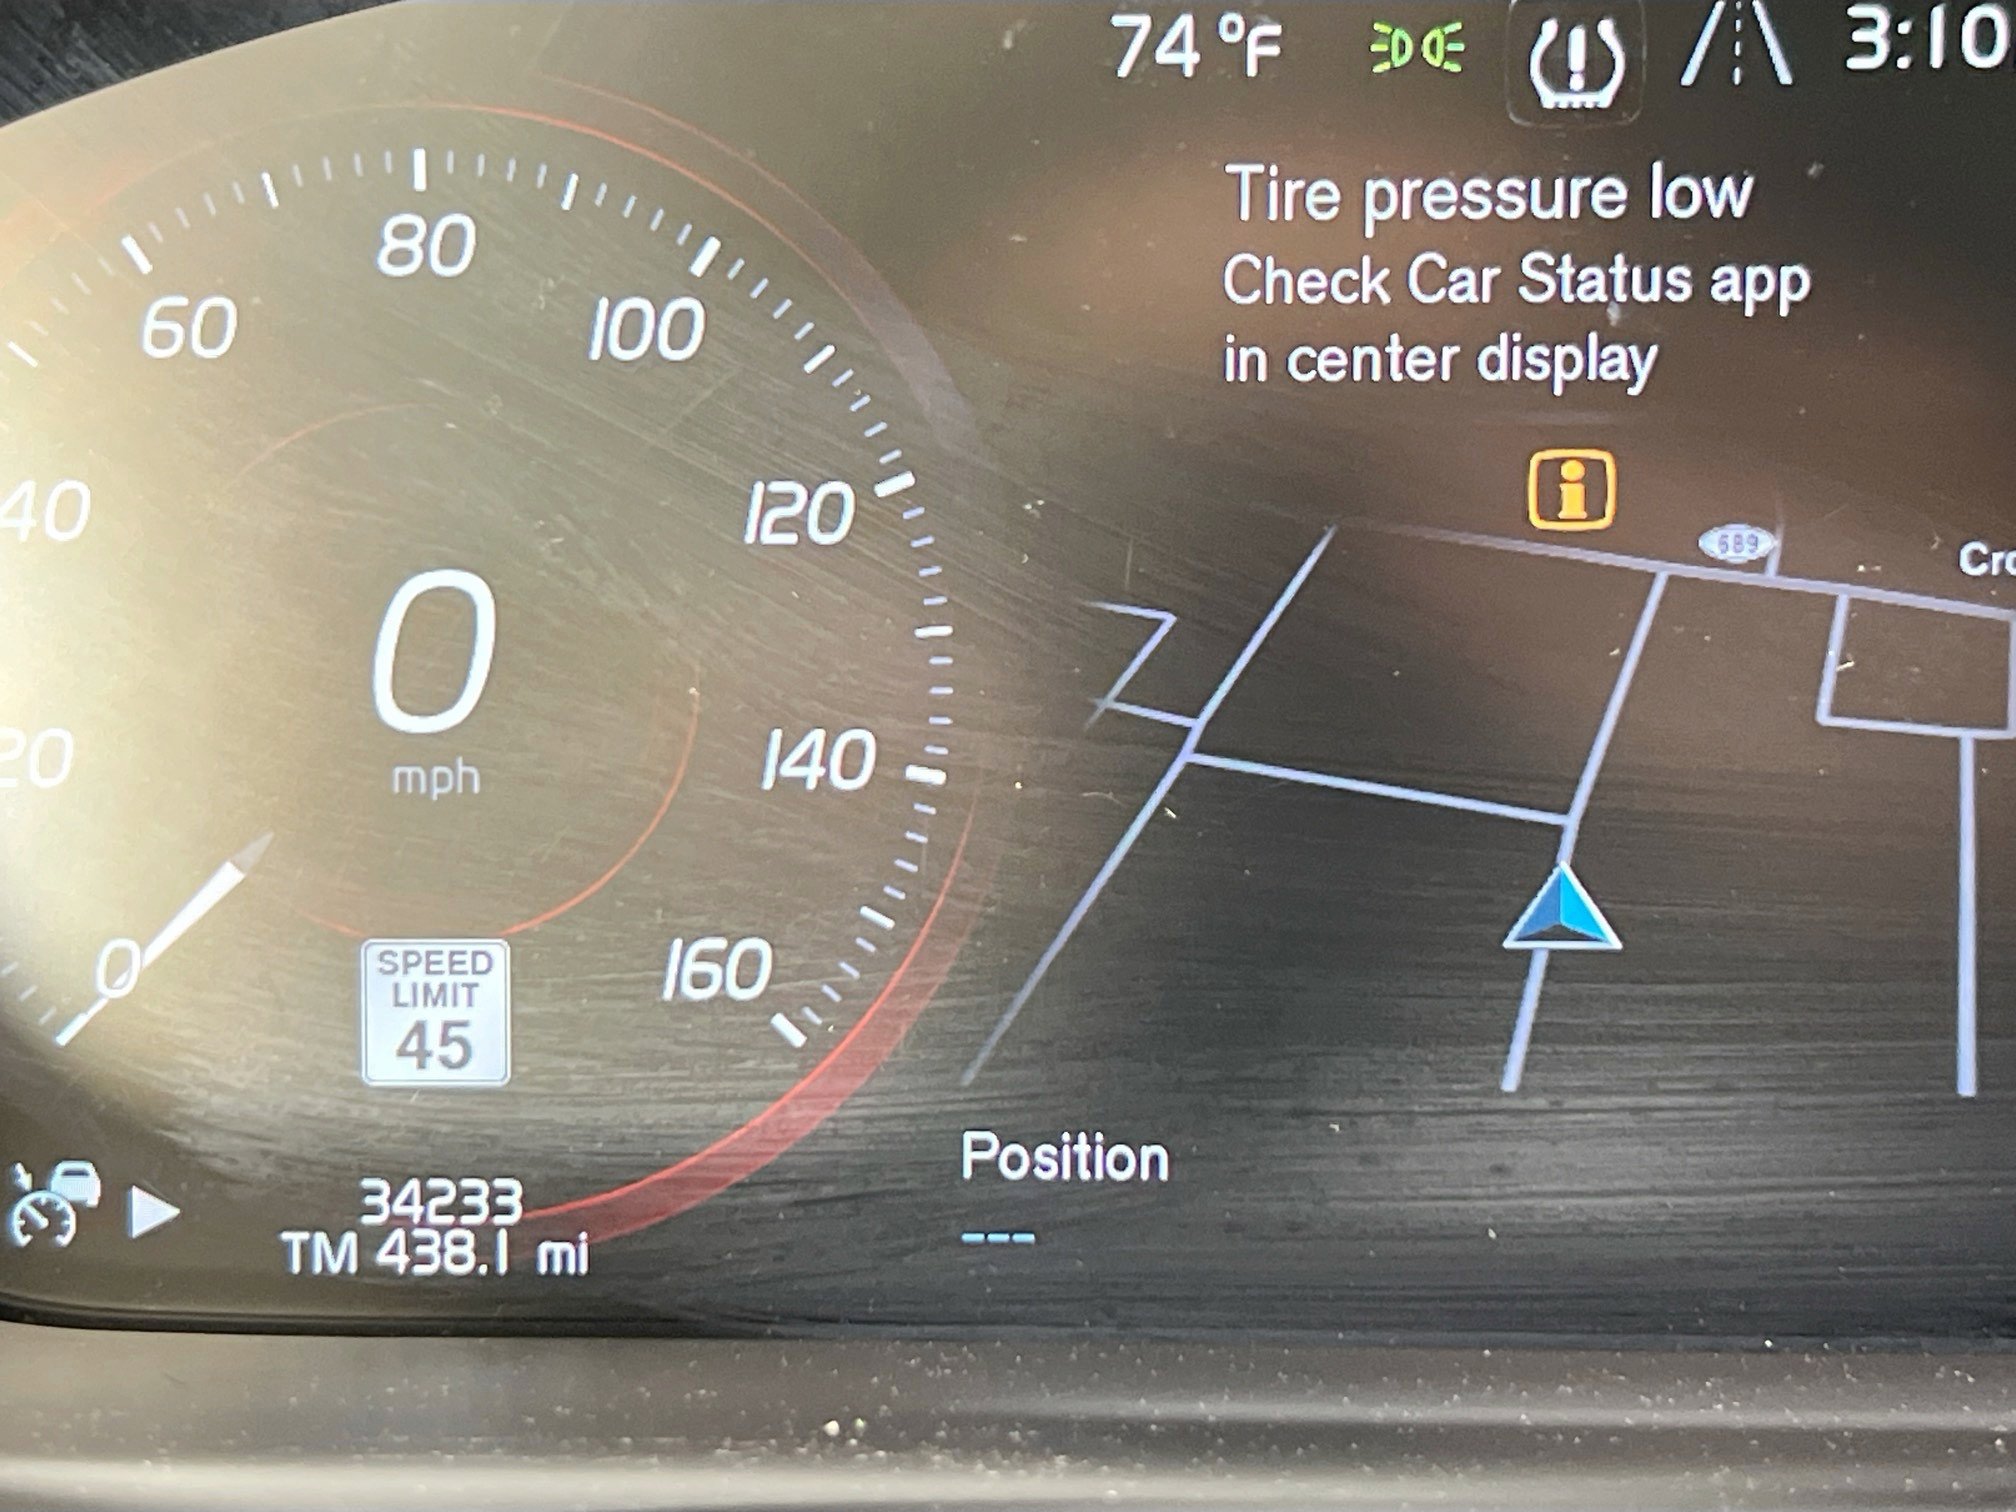 74 °F
3:10
Tire pressure low
Check Car Status app
in center display
80
60
100
40
120
20
140
0
160
0
mph
SPEED
LIMIT
45
34233
TM 438.1 mi
Position
---